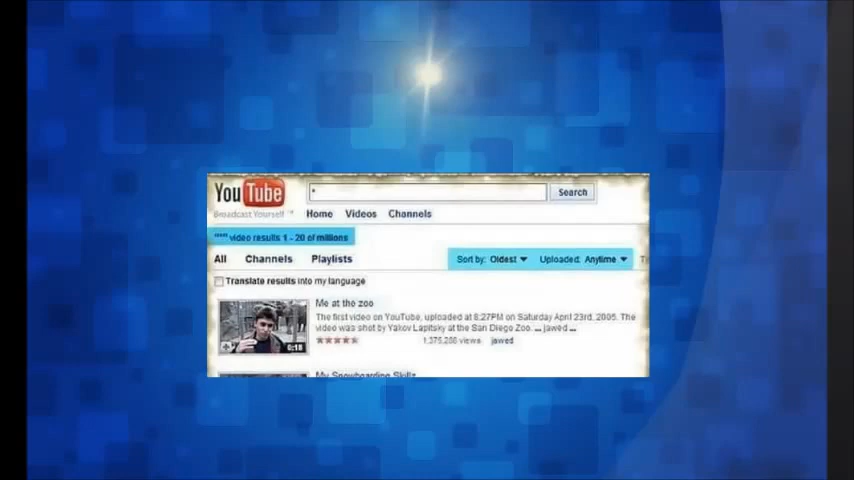 YouTube
*
Search
Broadcast Yourself ™
Home Videos Channels
"*" video results 1 - 20 of millions
All Channels Playlists
Sort by: Oldest ▼ Uploaded: Anytime ▼
Translate results into my language
Me at the zoo
The first video on YouTube, uploaded at 8:27PM on Saturday April 23rd, 2005. The
video was shot by Yakov Lapitsky at the San Diego Zoo. ... jawed ...
0:18
1,375,286 views jawed
My Snowboarding Skillz